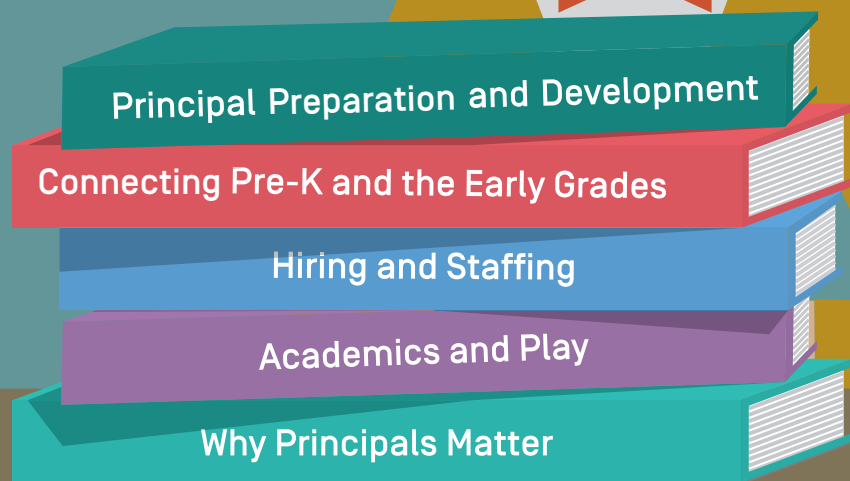 Principal Preparation and Development
Connecting Pre-K and the Early Grades
Hiring and Staffing
Academics and Play
Why Principals Matter